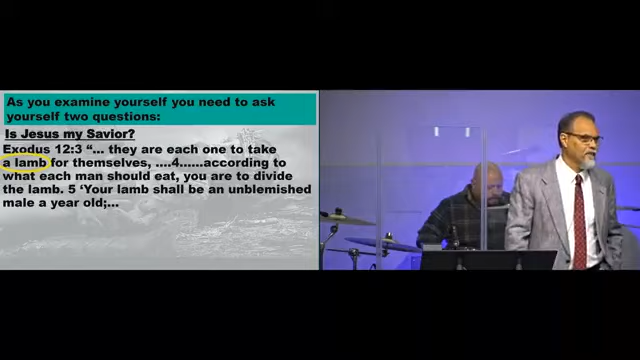 As you examine yourself you need to ask
yourself two questions:
Is Jesus my Savior?
Exodus 12:3 “... they are each one to take
a lamb for themselves, ....4......according to
what each man should eat, you are to divide
the lamb. 5 ‘Your lamb shall be an unblemished
male a year old;...